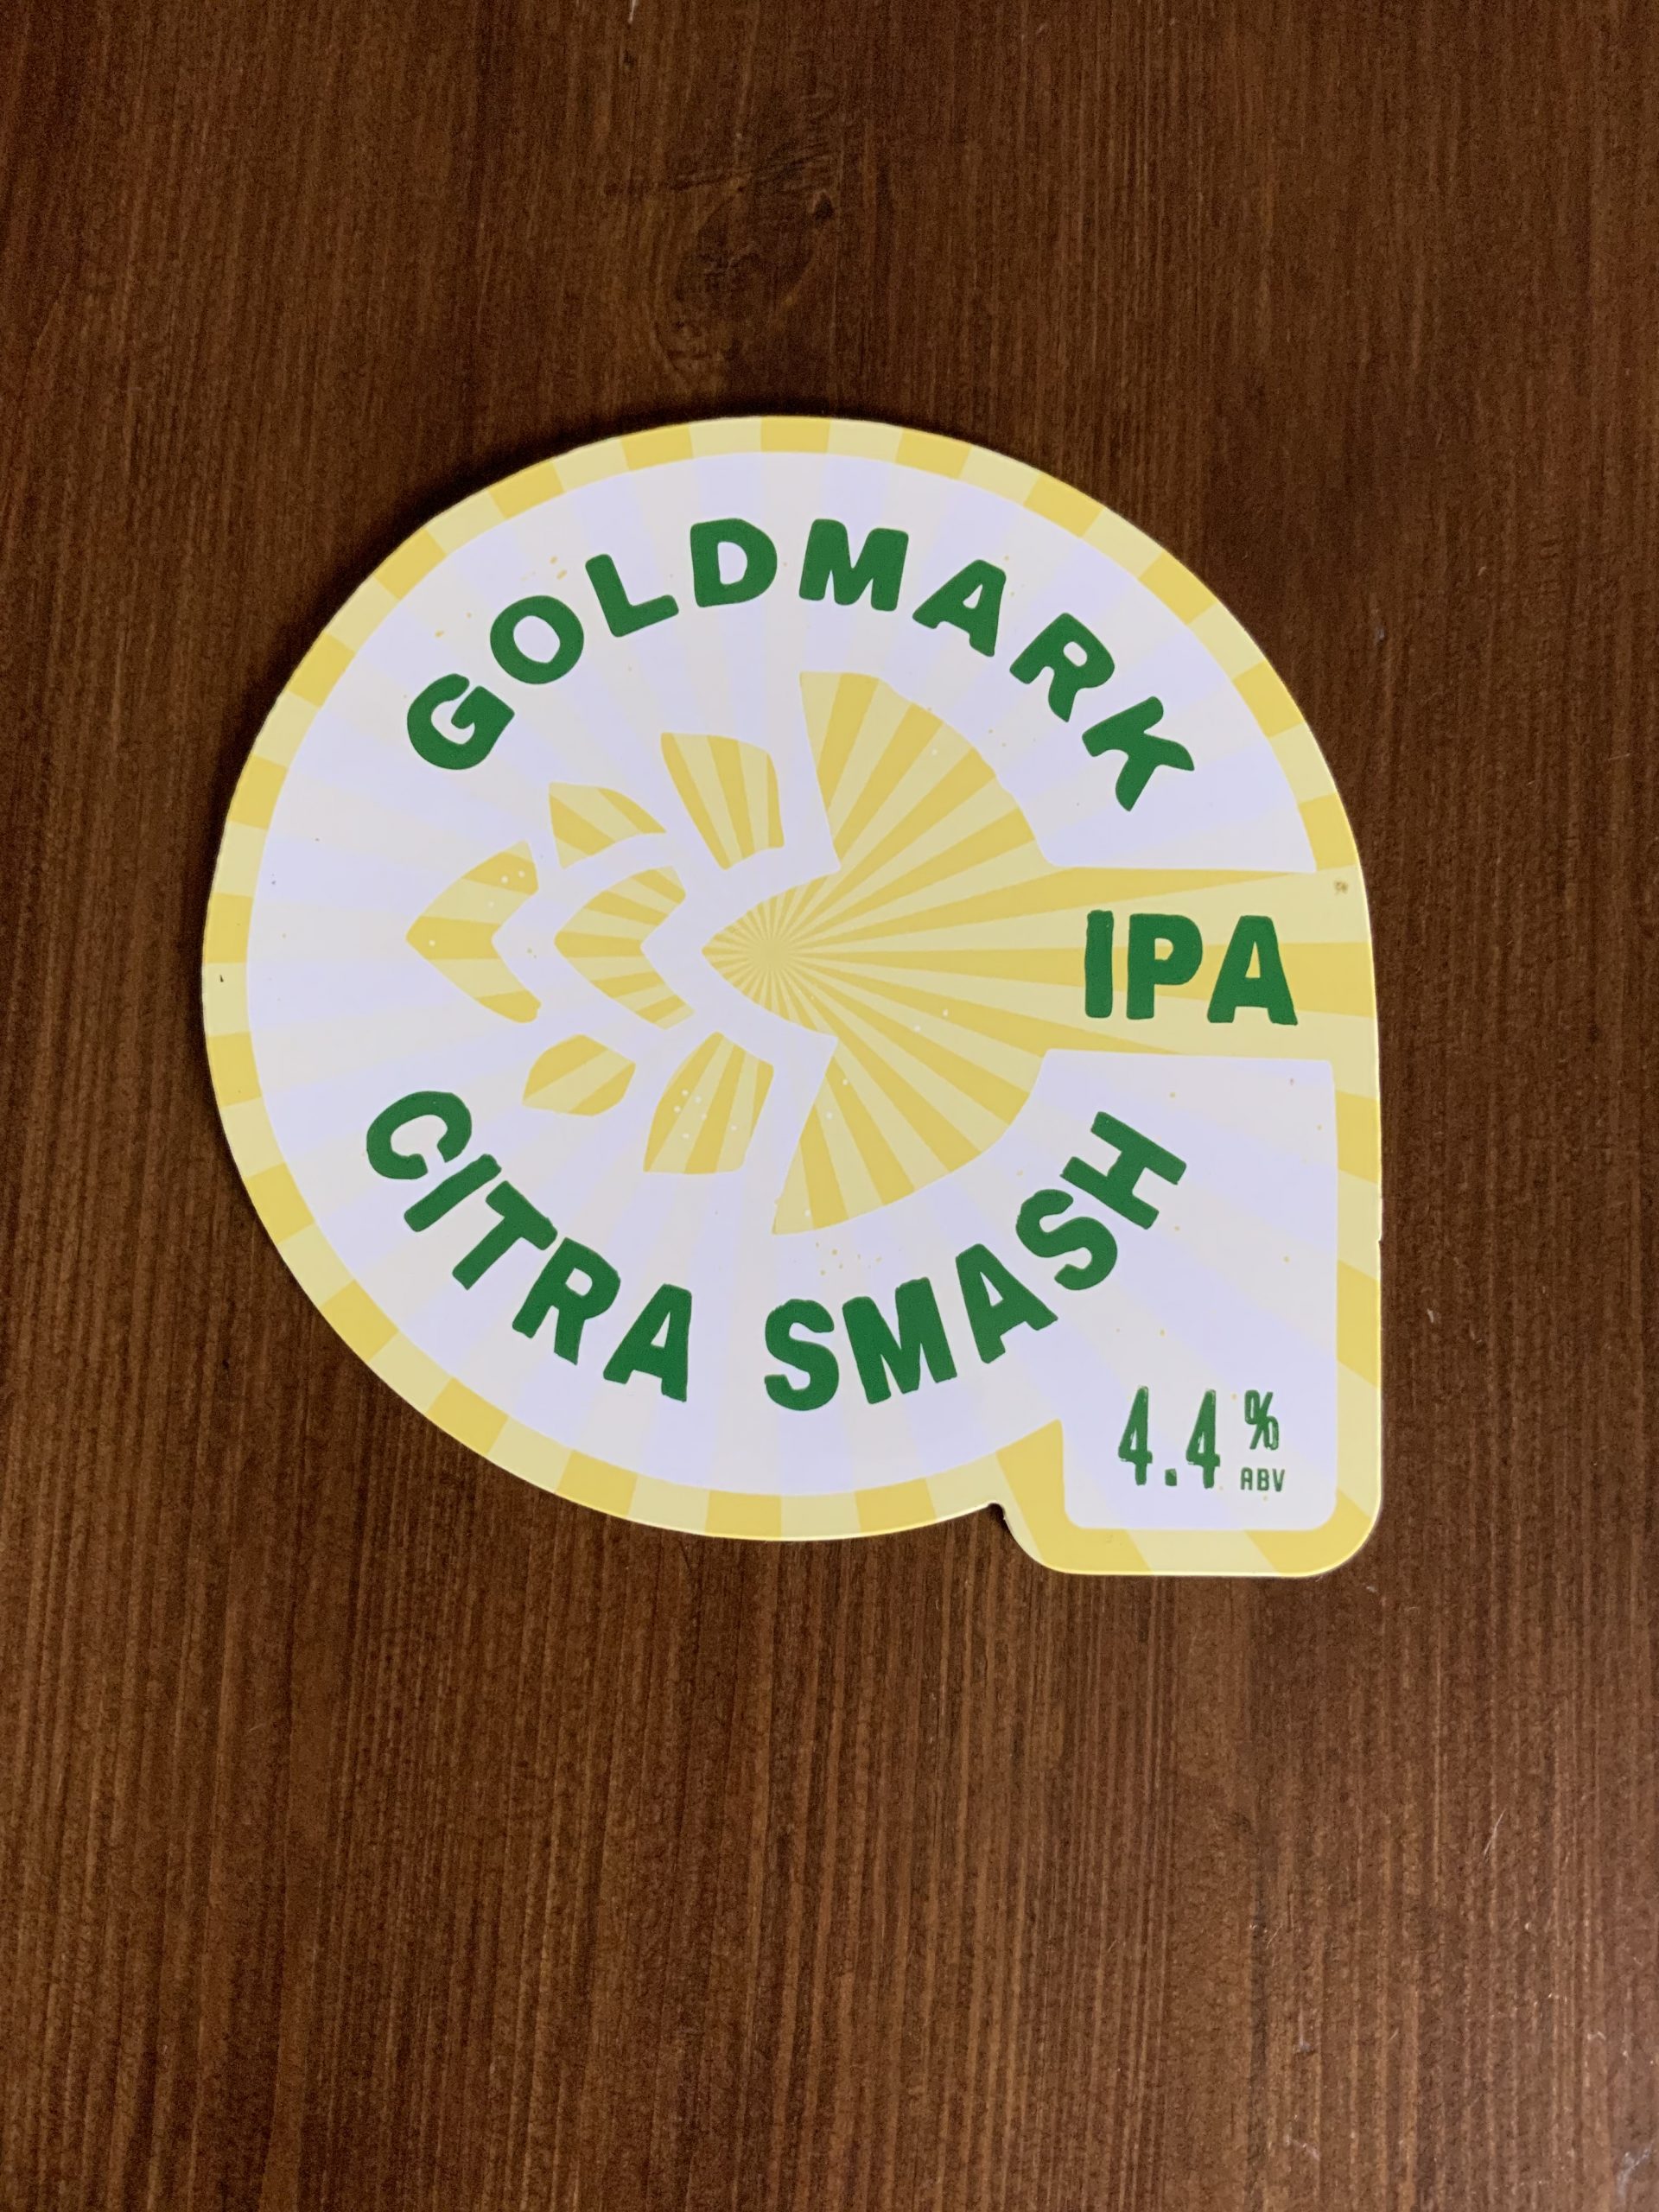 GOLDMARK
IPA
CITRA SMASH
4.4%
ABV